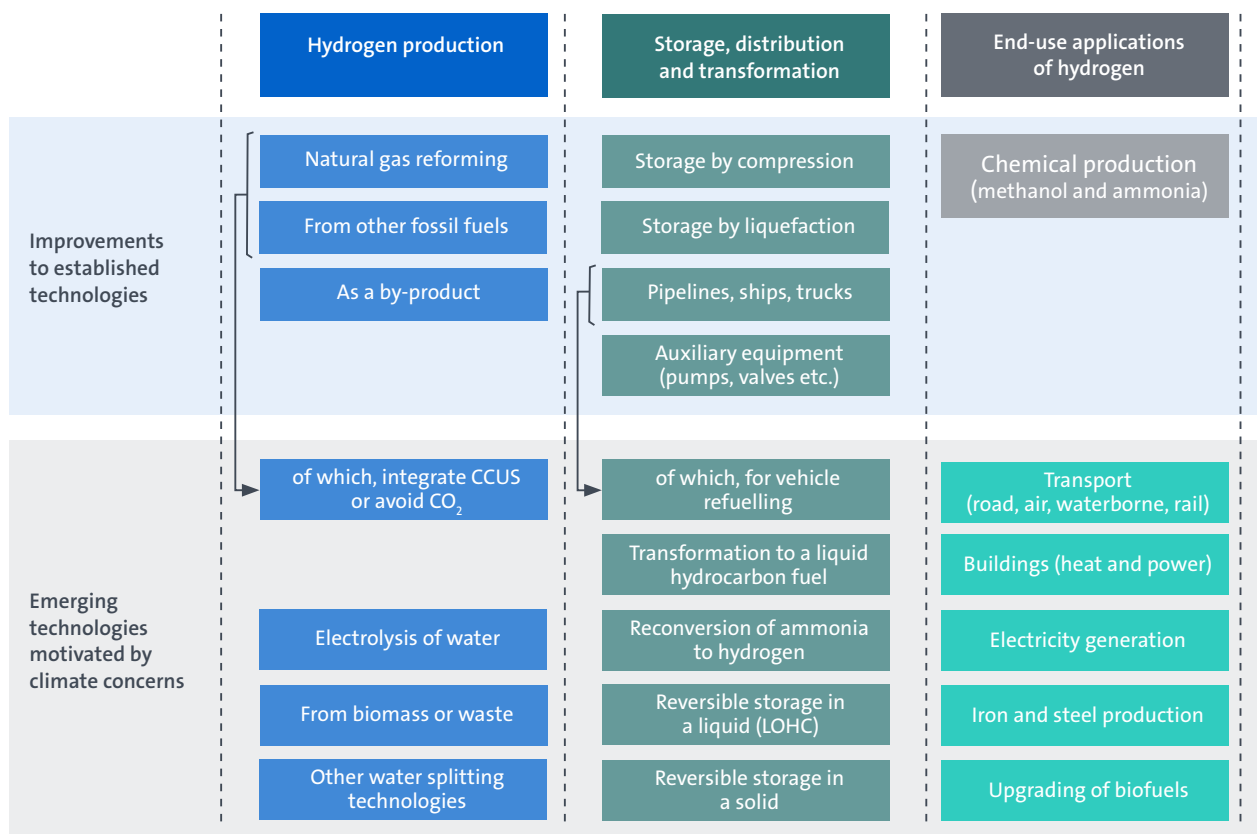 Hydrogen production
Storage, distribution
and transformation
End-use applications
of hydrogen
Improvements
to established
technologies
Natural gas reforming
From other fossil fuels
As a by-product
Storage by compression
Storage by liquefaction
Pipelines, ships, trucks
Auxiliary equipment
(pumps, valves etc.)
Chemical production
(methanol and ammonia)
Emerging
technologies
motivated by
climate concerns
of which, integrate CCUS
or avoid CO₂
Electrolysis of water
From biomass or waste
Other water splitting
technologies
of which, for vehicle
refuelling
Transformation to a liquid
hydrocarbon fuel
Reconversion of ammonia
to hydrogen
Reversible storage in
a liquid (LOHC)
Reversible storage in
a solid
Transport
(road, air, waterborne, rail)
Buildings (heat and power)
Electricity generation
Iron and steel production
Upgrading of biofuels